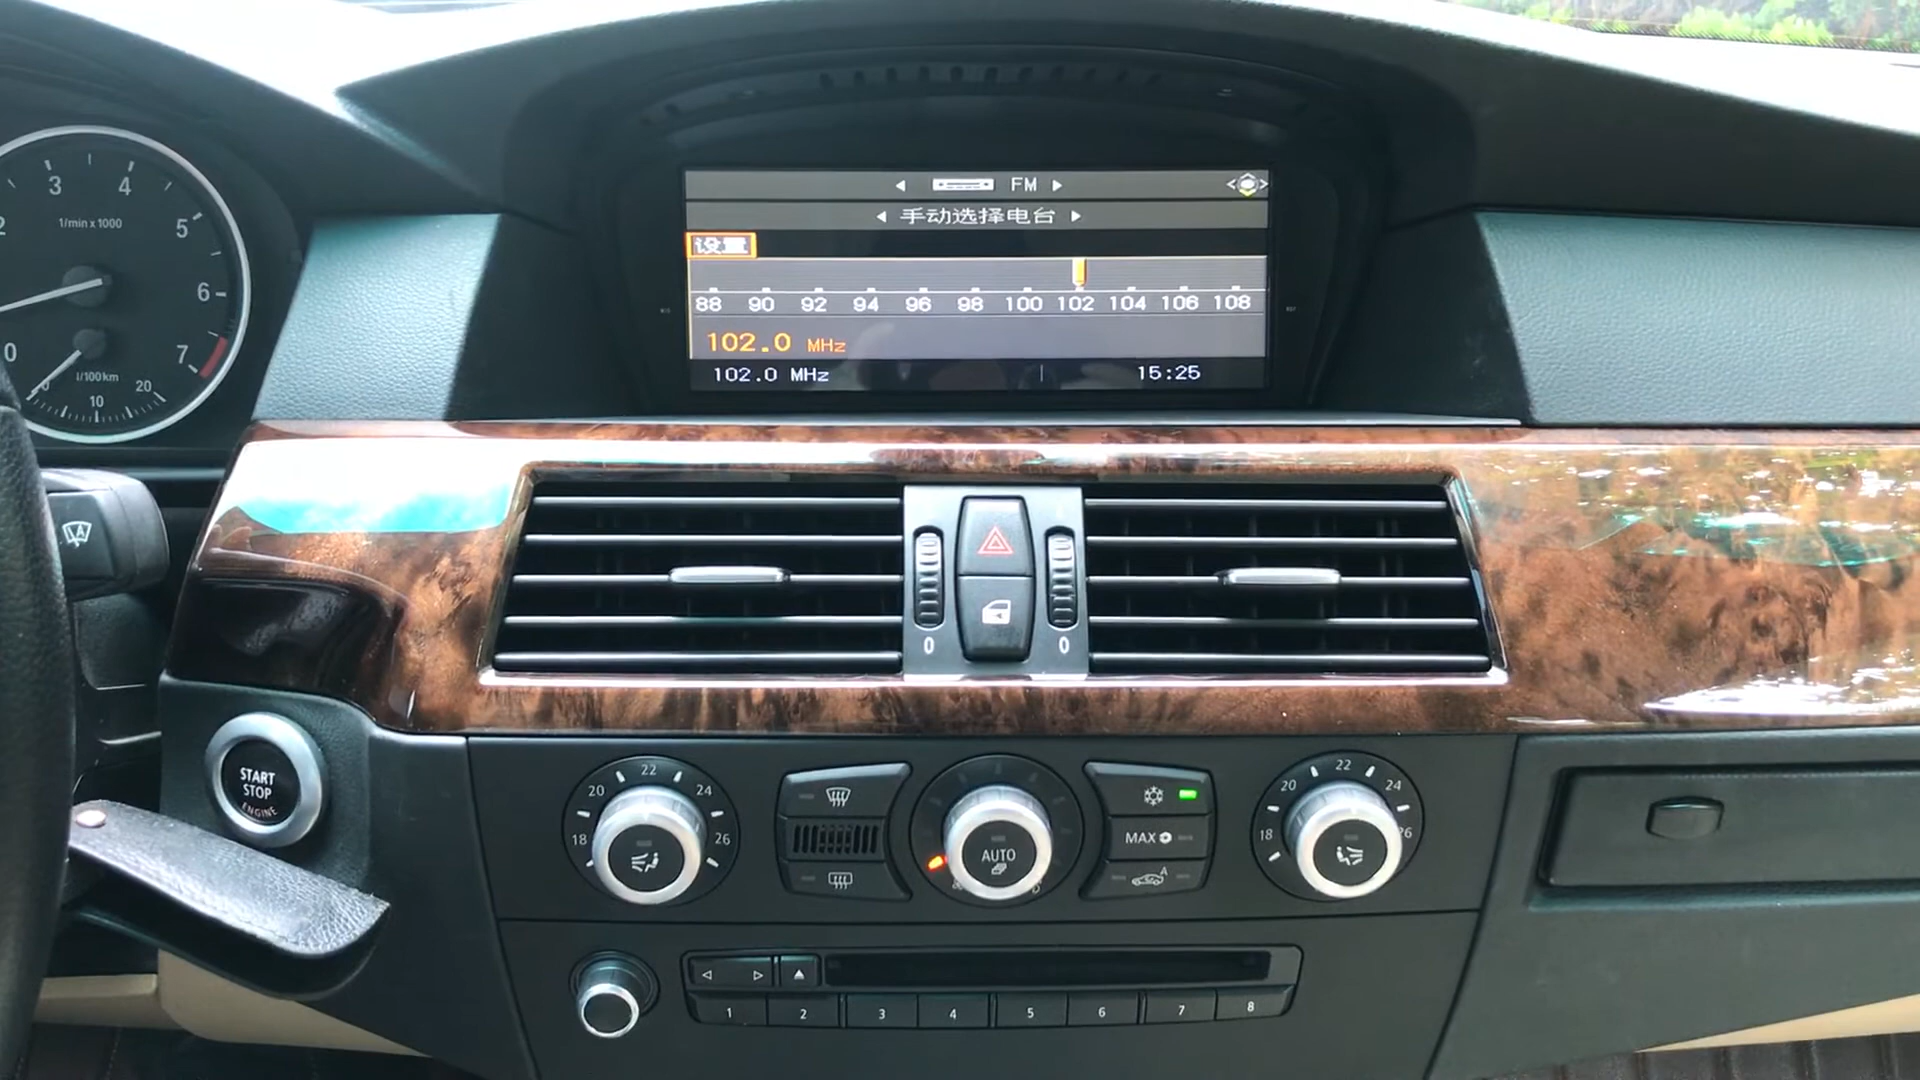 FM
手动选择电台
设置
88 90 92 94 96 98 100 102 104 106 108
102.0 MHz
102.0 MHz 15:25
2 3 4 5 6 7
1/min x 1000
0
l/100km
0 10 20
A
0 0
START
STOP
ENGINE
18 20 22 24 26
AUTO
MAX
A
18 20 22 24 26
1 2 3 4 5 6 7 8